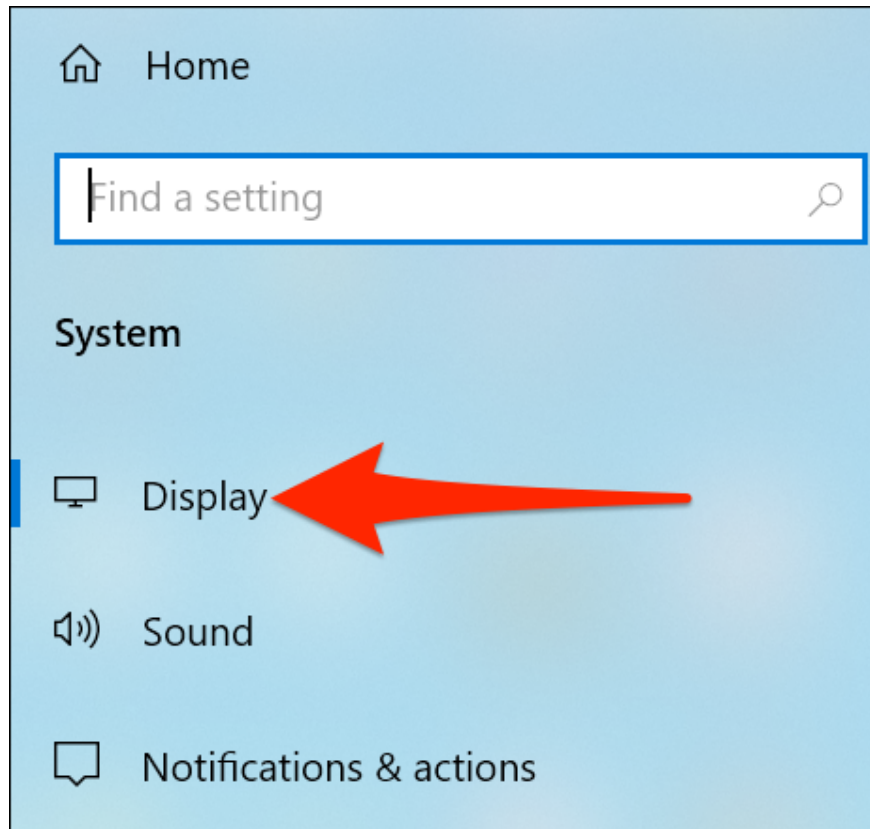 Home
Find a setting
System
Display
Sound
Notifications & actions